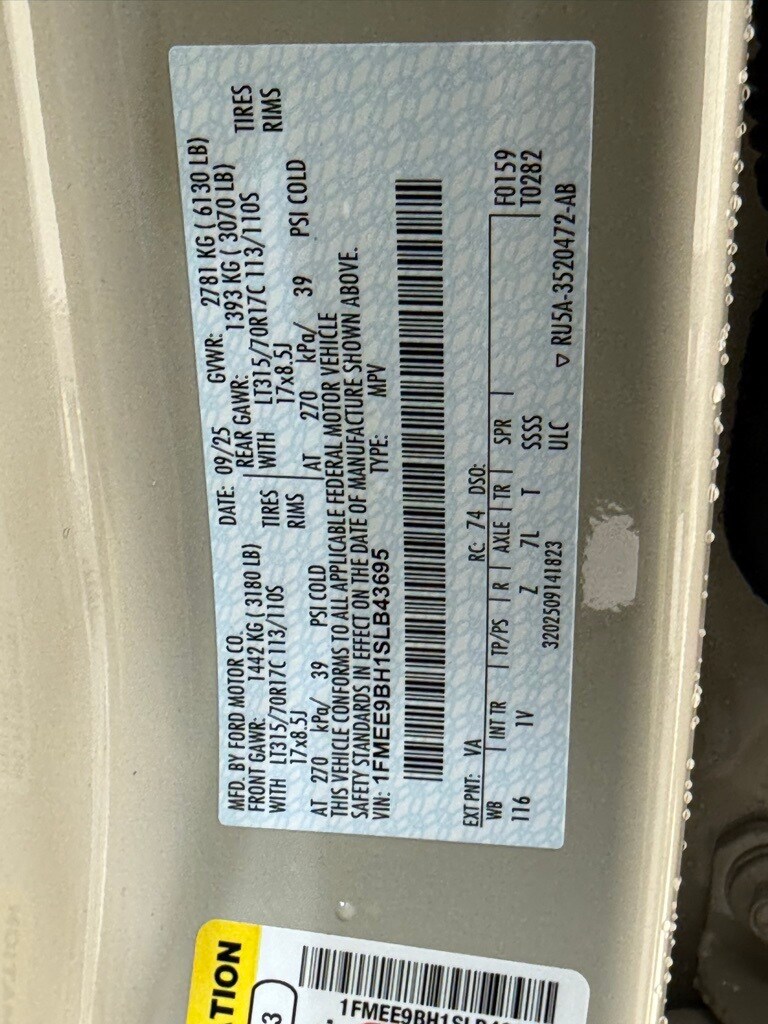 MFD. BY FORD MOTOR CO. DATE: 09/25 GVWR: 2781 KG ( 6130 LB)
FRONT GAWR: 1442 KG ( 3180 LB) REAR GAWR: 1393 KG ( 3070 LB)
WITH LT315/70R17C 113/110S TIRES WITH LT315/70R17C 113/110S TIRES
17x8.5J RIMS 17x8.5J RIMS
AT 270 kPa/ 39 PSI COLD AT 270 kPa/ 39 PSI COLD
THIS VEHICLE CONFORMS TO ALL APPLICABLE FEDERAL MOTOR VEHICLE
SAFETY STANDARDS IN EFFECT ON THE DATE OF MANUFACTURE SHOWN ABOVE.
VIN: 1FMEE9BH1SLB43695 TYPE: MPV
EXT PNT: VA RC: 74 DSO:
WB INT TR TP/PS R AXLE TR SPR F0159
116 1V Z 7L T SSSS T0282
3202509141823 ULC ▽ RU5A-3520472-AB
1FMEE9BH1SLB4